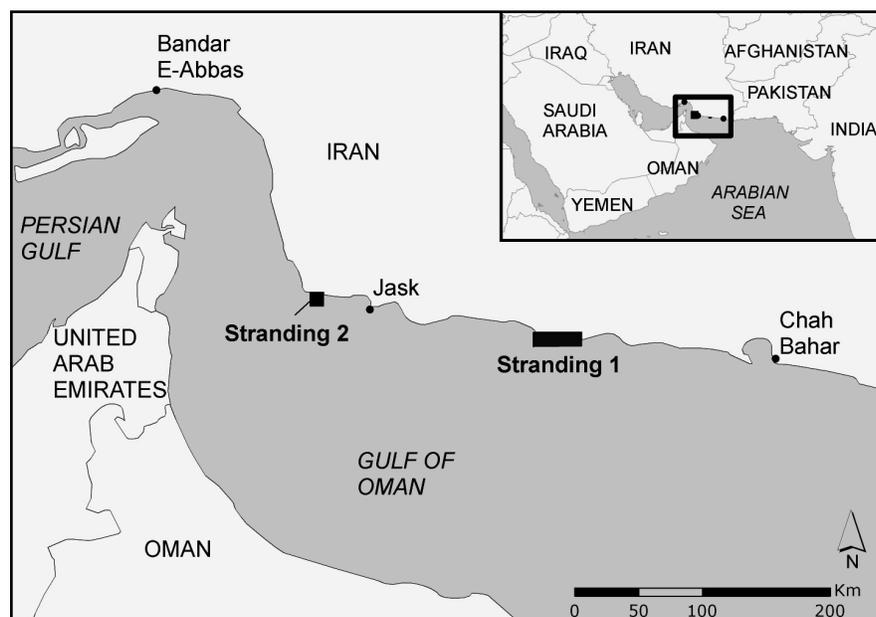 Bandar
E-Abbas
IRAN
PERSIAN
GULF
Jask
Stranding 2
UNITED
ARAB
EMIRATES
Stranding 1
Chah
Bahar
GULF OF
OMAN
OMAN
N
Km
0 50 100 200
IRAQ
IRAN
AFGHANISTAN
PAKISTAN
SAUDI
ARABIA
INDIA
OMAN
YEMEN
ARABIAN
SEA